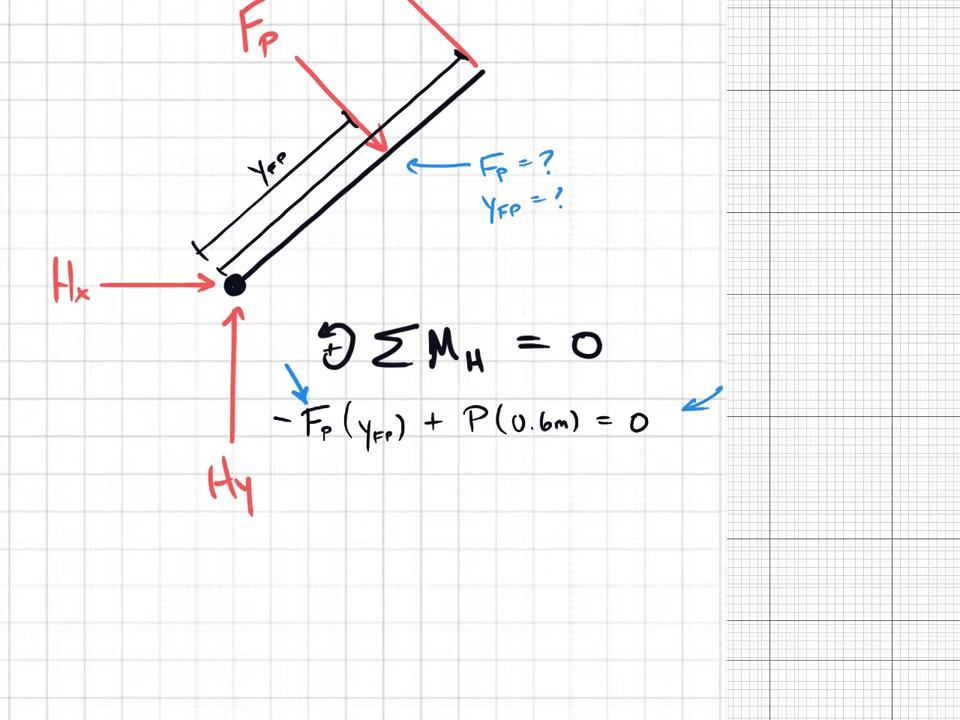 Fp
yFP
Fp = ?
yFP = ?
Hx
+ ΣMH = 0
- Fp (yFP) + P(0.6m) = 0
Hy